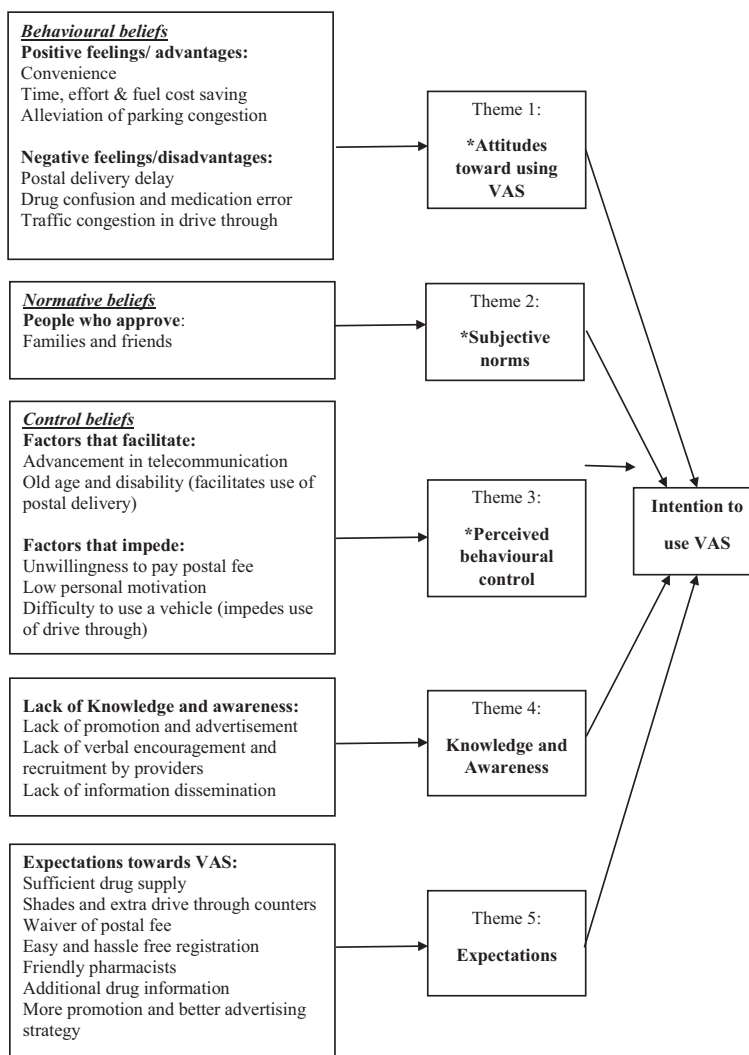 Behavioural beliefs
Positive feelings/ advantages:
Convenience
Time, effort & fuel cost saving
Alleviation of parking congestion
Negative feelings/disadvantages:
Postal delivery delay
Drug confusion and medication error
Traffic congestion in drive through
Theme 1:
*Attitudes
toward using
VAS
Normative beliefs
People who approve:
Families and friends
Theme 2:
*Subjective
norms
Control beliefs
Factors that facilitate:
Advancement in telecommunication
Old age and disability (facilitates use of
postal delivery)
Factors that impede:
Unwillingness to pay postal fee
Low personal motivation
Difficulty to use a vehicle (impedes use
of drive through)
Theme 3:
*Perceived
behavioural
control
Intention to
use VAS
Lack of Knowledge and awareness:
Lack of promotion and advertisement
Lack of verbal encouragement and
recruitment by providers
Lack of information dissemination
Theme 4:
Knowledge and
Awareness
Expectations towards VAS:
Sufficient drug supply
Shades and extra drive through counters
Waiver of postal fee
Easy and hassle free registration
Friendly pharmacists
Additional drug information
More promotion and better advertising
strategy
Theme 5:
Expectations